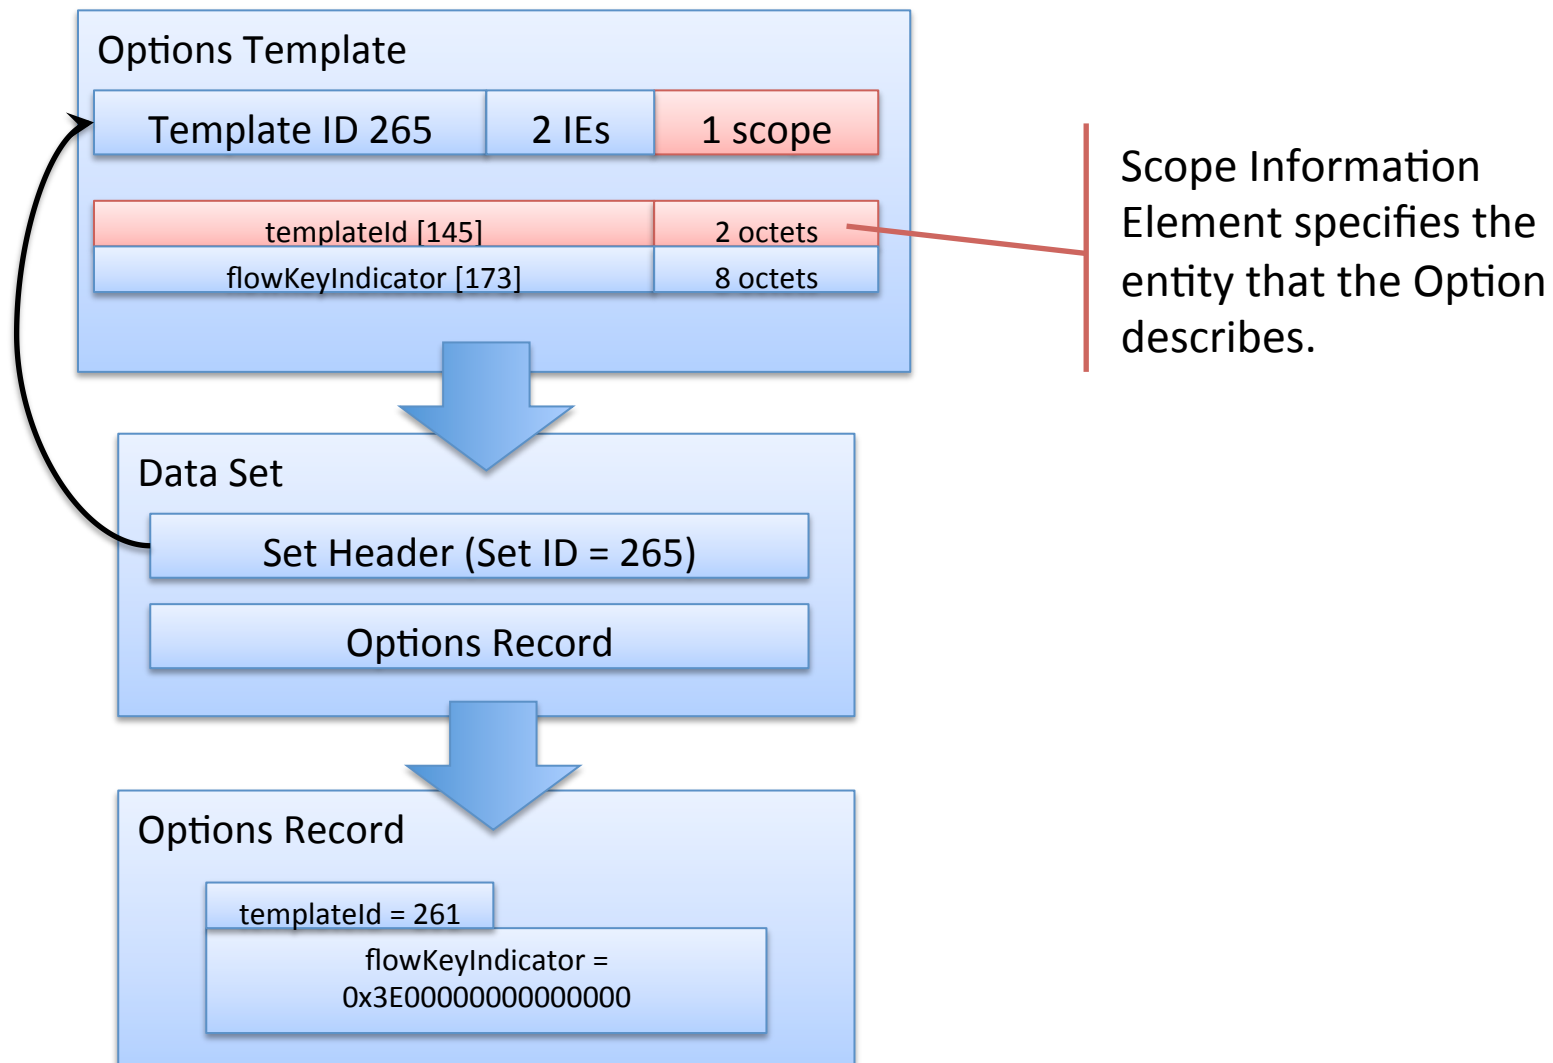 Options Template
Template ID 265 2 IEs 1 scope
templateId [145] 2 octets
flowKeyIndicator [173] 8 octets
Scope Information
Element specifies the
entity that the Option
describes.
Data Set
Set Header (Set ID = 265)
Options Record
Options Record
templateId = 261
flowKeyIndicator =
0x3E00000000000000